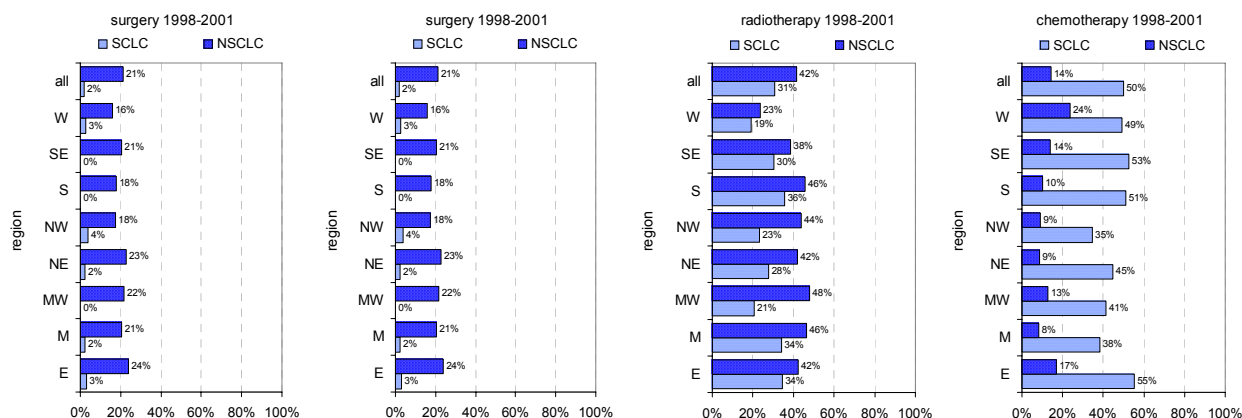 surgery 1998-2001
SCLC NSCLC
region
all 21%
2%
W 16%
3%
SE 21%
0%
S 18%
0%
NW 18%
4%
NE 23%
2%
MW 22%
0%
M 21%
2%
E 24%
3%
0% 20% 40% 60% 80% 100%
surgery 1998-2001
SCLC NSCLC
region
all 21%
2%
W 16%
3%
SE 21%
0%
S 18%
0%
NW 18%
4%
NE 23%
2%
MW 22%
0%
M 21%
2%
E 24%
3%
0% 20% 40% 60% 80% 100%
radiotherapy 1998-2001
SCLC NSCLC
region
all 42%
31%
W 23%
19%
SE 38%
30%
S 46%
36%
NW 44%
23%
NE 42%
28%
MW 48%
21%
M 46%
34%
E 42%
34%
0% 20% 40% 60% 80% 100%
chemotherapy 1998-2001
SCLC NSCLC
region
all 14%
50%
W 24%
49%
SE 14%
53%
S 10%
51%
NW 9%
35%
NE 9%
45%
MW 13%
41%
M 8%
38%
E 17%
55%
0% 20% 40% 60% 80% 100%